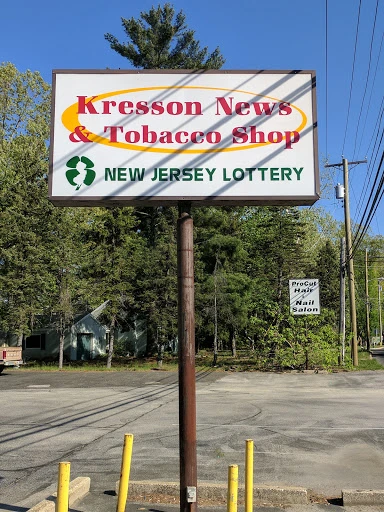 Kresson News
& Tobacco Shop
NEW JERSEY LOTTERY
ProCut
Hair
&
Nail
Salon